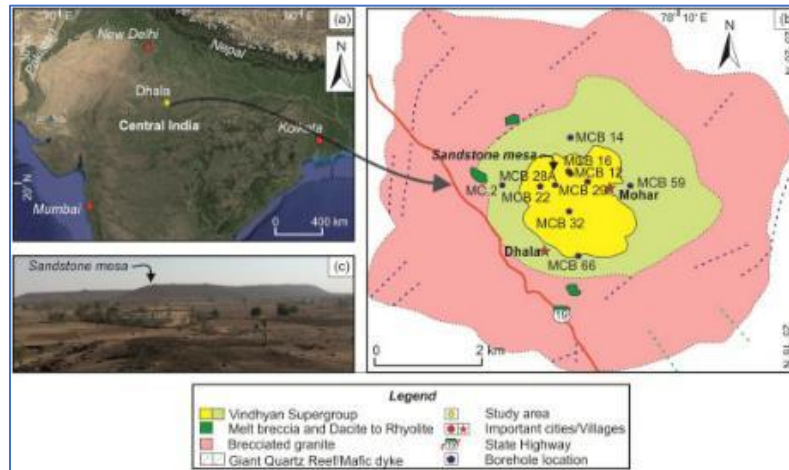 (a)
New Delhi
Nepal
Pakistan
N
Dhala
Central India
Kolkata
20° N
Mumbai
0 400 km
Sandstone mesa
(c)
78° 10' E
(b)
N
MCB 14
Sandstone mesa
MCB 16
MCB 28A
MCB 29
MCB 59
MC.2
MCB 22
Mohar
MCB 32
Dhala
MCB 66
19
0 2 km
Legend
Vindhyan Supergroup
Study area
Melt breccia and Dacite to Rhyolite
Important cities/Villages
Brecciated granite
State Highway
Giant Quartz Reef/Mafic dyke
Borehole location